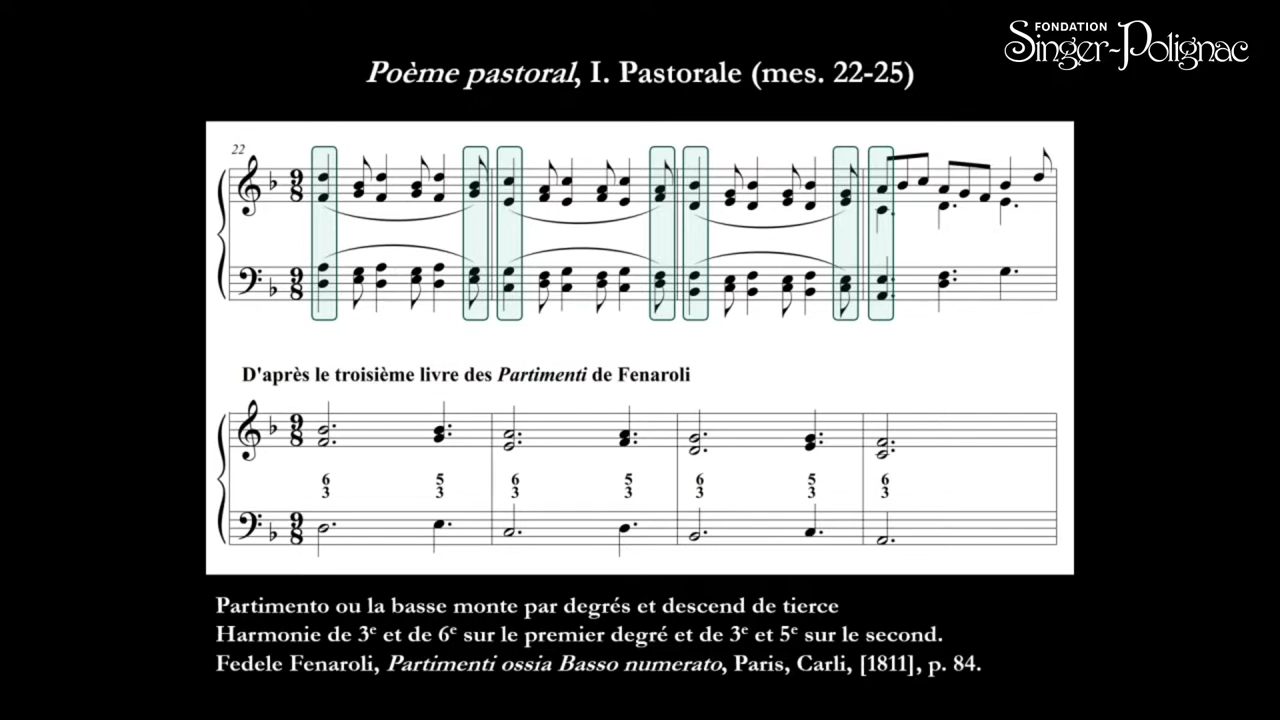 FONDATION
Singer-Polignac
Poème pastoral, I. Pastorale (mes. 22-25)
22
9
8
9
8
D'après le troisième livre des Partimenti de Fenaroli
9
8
6 5 6 5 6 5 6
3 3 3 3 3 3 3
9
8
Partimento ou la basse monte par degrés et descend de tierce
Harmonie de 3e et de 6e sur le premier degré et de 3e et 5e sur le second.
Fedele Fenaroli, Partimenti ossia Basso numerato, Paris, Carli, [1811], p. 84.